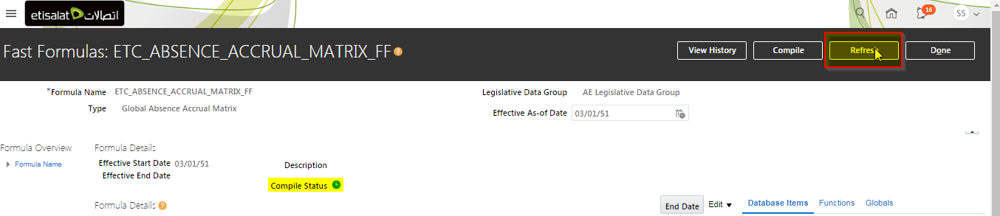 etisalat اتصالات
16
SS
Fast Formulas: ETC_ABSENCE_ACCRUAL_MATRIX_FF ?
View History Compile Refresh Done
*Formula Name ETC_ABSENCE_ACCRUAL_MATRIX_FF
Legislative Data Group AE Legislative Data Group
Type Global Absence Accrual Matrix
Effective As-of Date 03/01/51
Formula Overview
Formula Details
Formula Name
Effective Start Date 03/01/51
Description
Effective End Date
Compile Status
Formula Details ?
End Date Edit Database Items Functions Globals